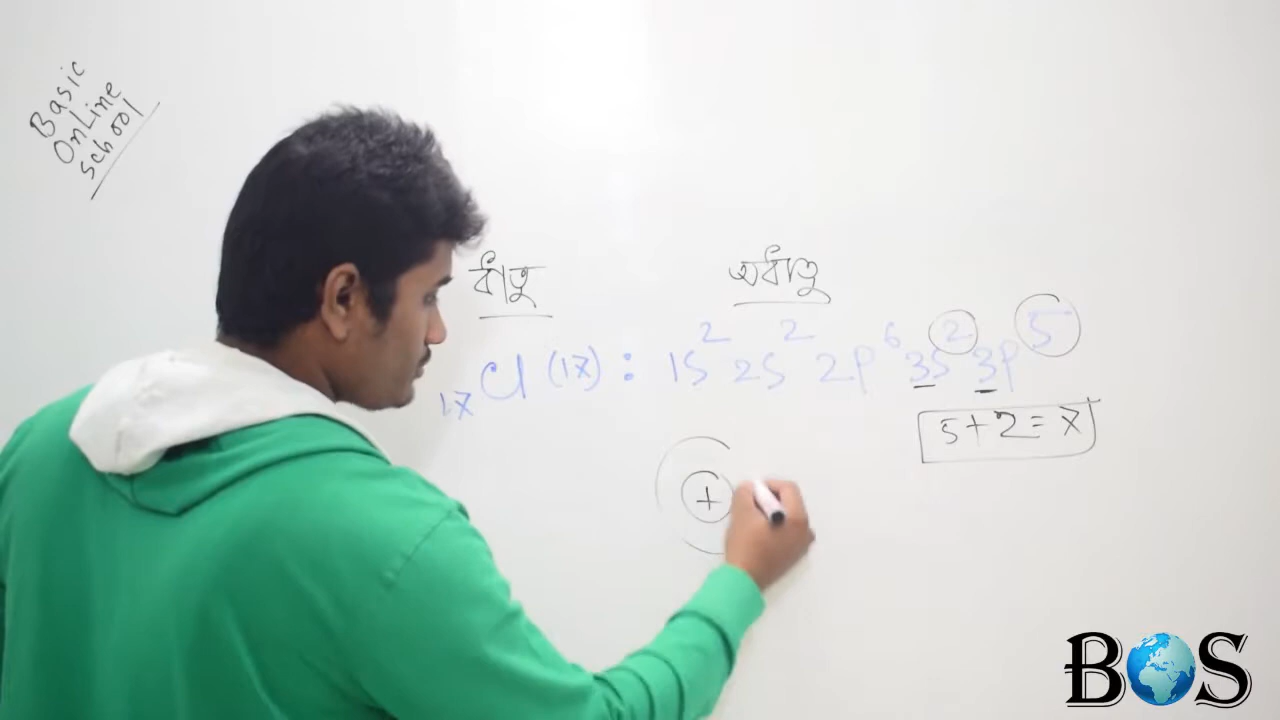 Basic
OnLine
School
ধাতু অধাতু
₁₇Cl (17) : 1S² 2S² 2P⁶ 3S² 3P⁵
5+2=7
+
BOS